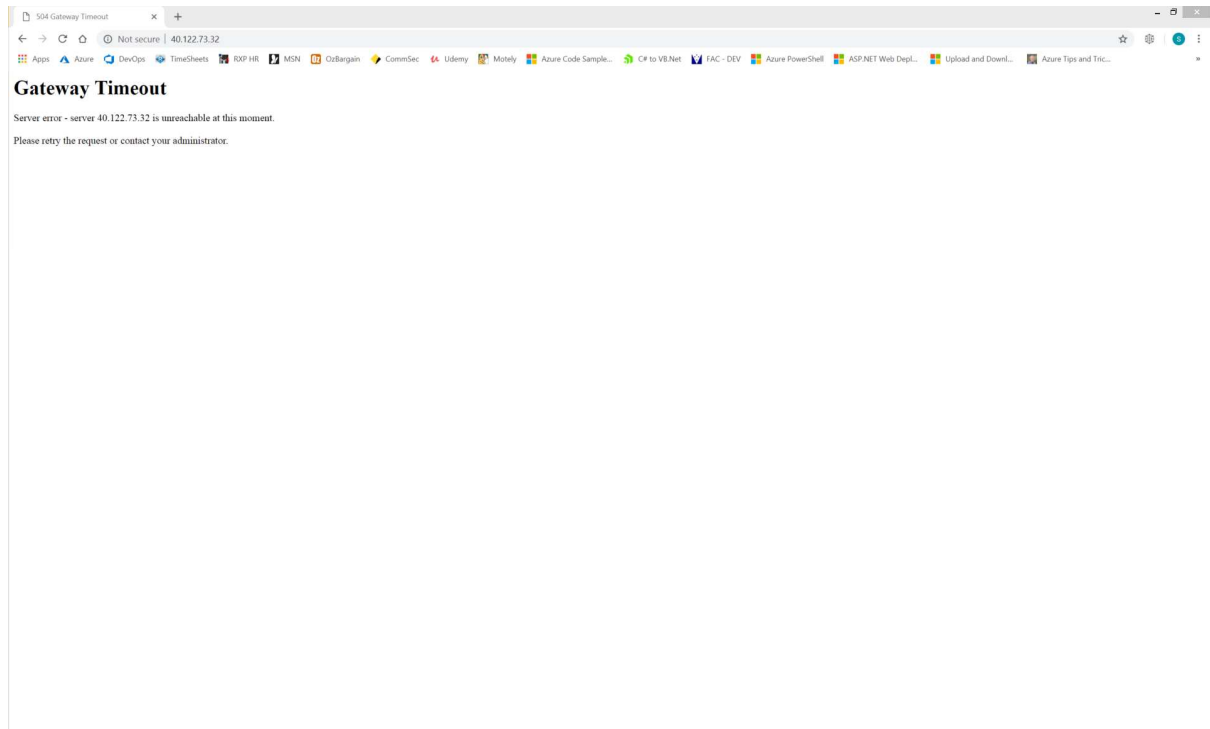 504 Gateway Timeout
Not secure | 40.122.73.32
Apps Azure DevOps TimeSheets RXP HR MSN OzBargain CommSec Udemy Motely Azure Code Sample... C# to VB.Net FAC - DEV Azure PowerShell ASP.NET Web Depl... Upload and Downl... Azure Tips and Tric... »
Gateway Timeout
Server error - server 40.122.73.32 is unreachable at this moment.
Please retry the request or contact your administrator.